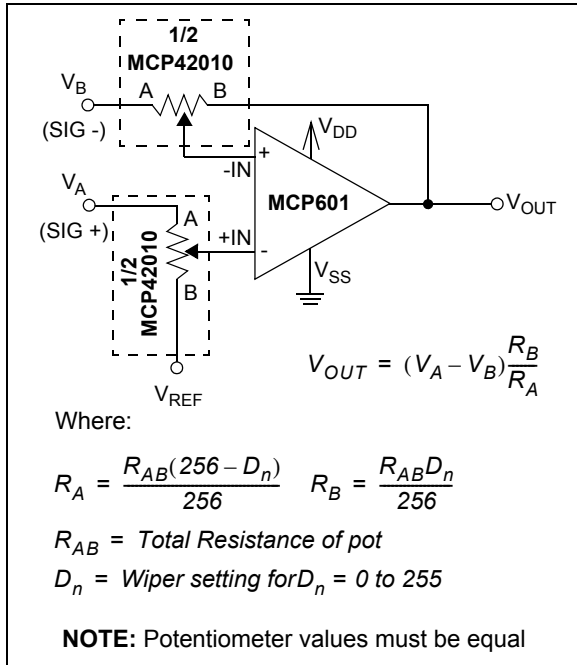 1/2
MCP42010
V_B
A
B
(SIG -)
V_DD
+
-IN
V_A
MCP601
V_OUT
(SIG +)
A
+IN
-
1/2
MCP42010
B
V_SS
V_REF
V_OUT = (V_A – V_B) R_B/R_A
Where:
R_A = R_AB(256 – D_n)/256 R_B = R_AB D_n/256
R_AB = Total Resistance of pot
D_n = Wiper setting forD_n = 0 to 255
NOTE: Potentiometer values must be equal